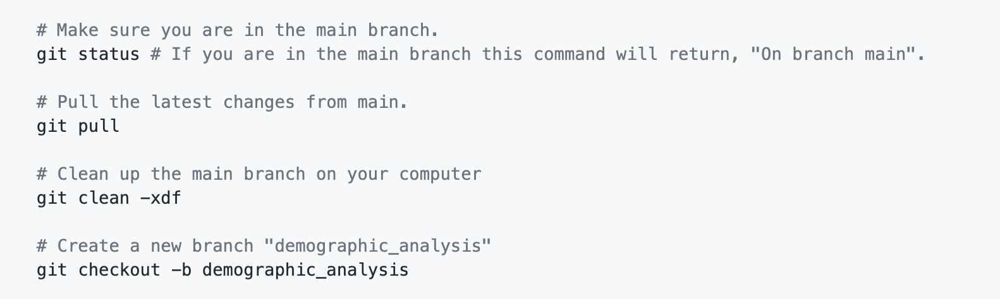 # Make sure you are in the main branch.
git status # If you are in the main branch this command will return, "On branch main".
# Pull the latest changes from main.
git pull
# Clean up the main branch on your computer
git clean -xdf
# Create a new branch "demographic_analysis"
git checkout -b demographic_analysis